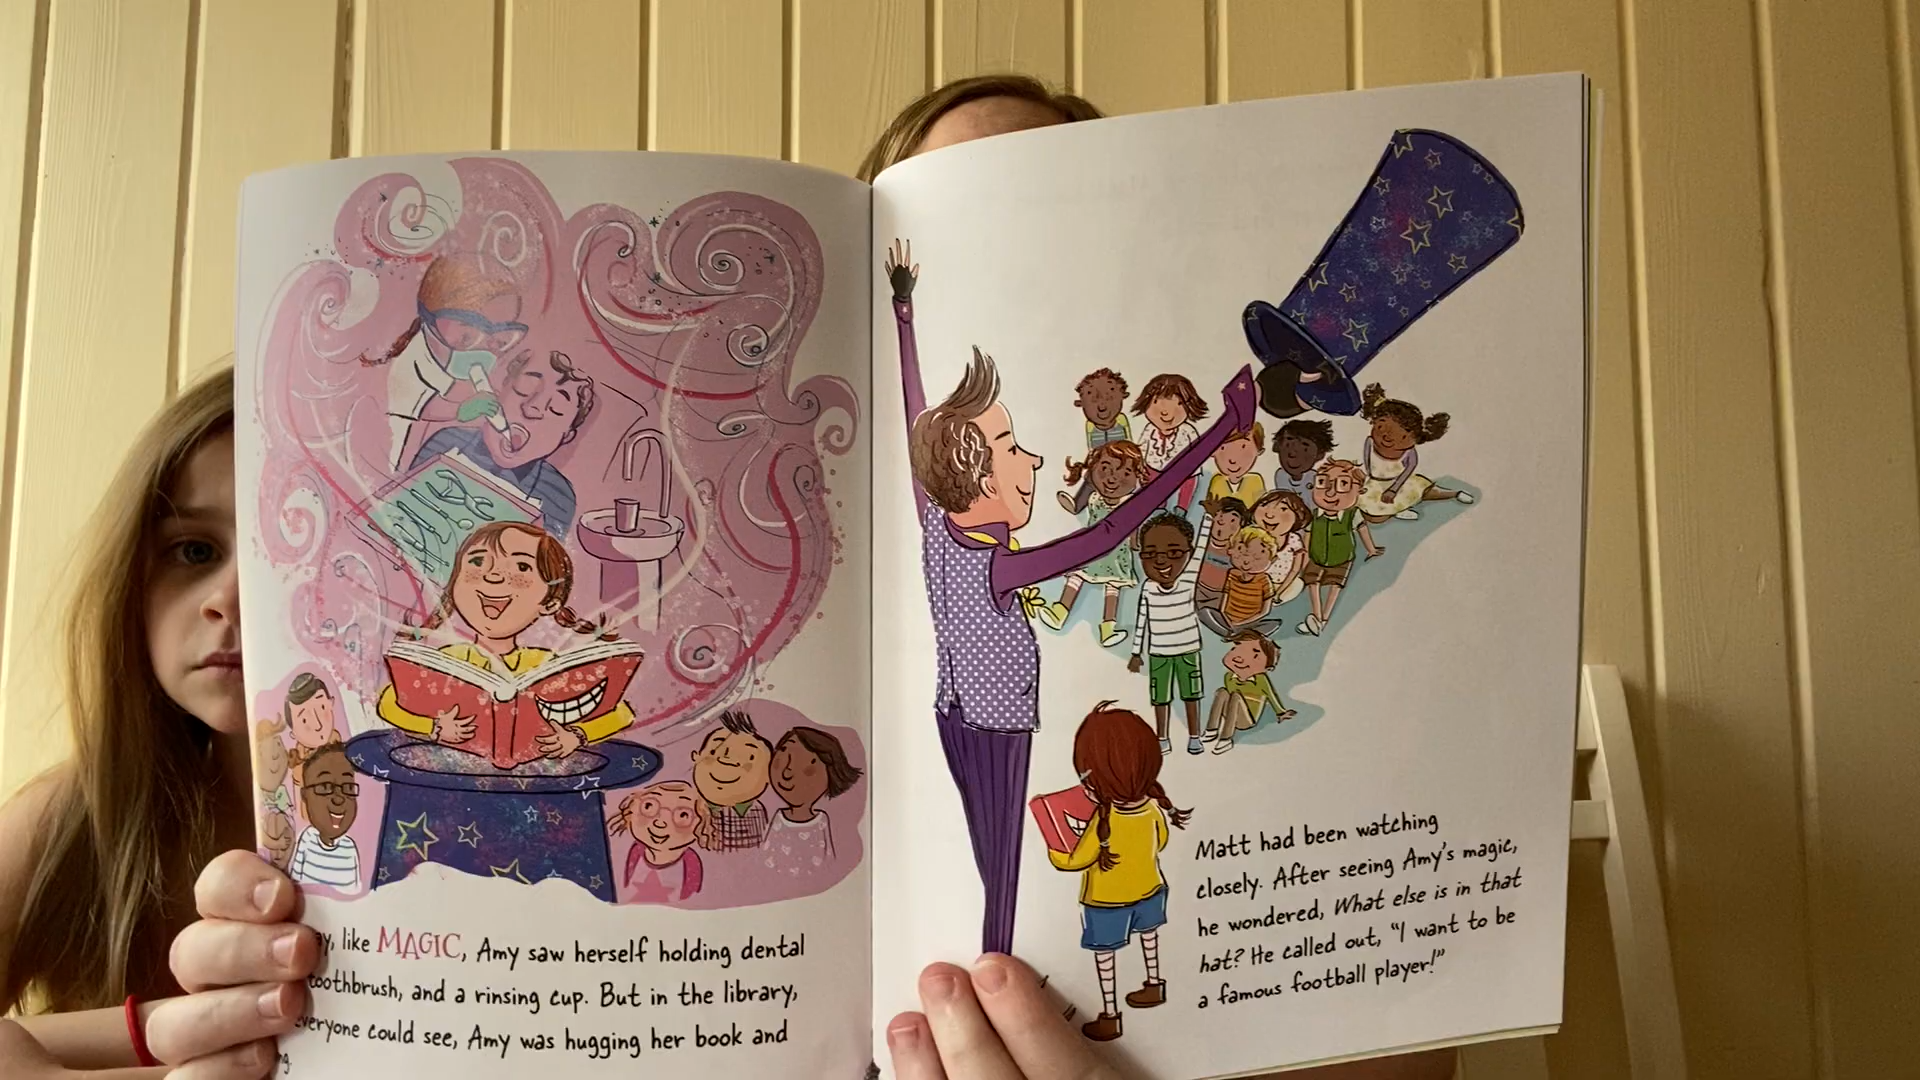 like MAGIC, Amy saw herself holding dental
toothbrush, and a rinsing cup. But in the library,
everyone could see, Amy was hugging her book and
Matt had been watching
closely. After seeing Amy's magic,
he wondered, What else is in that
hat? He called out, "I want to be
a famous football player!"